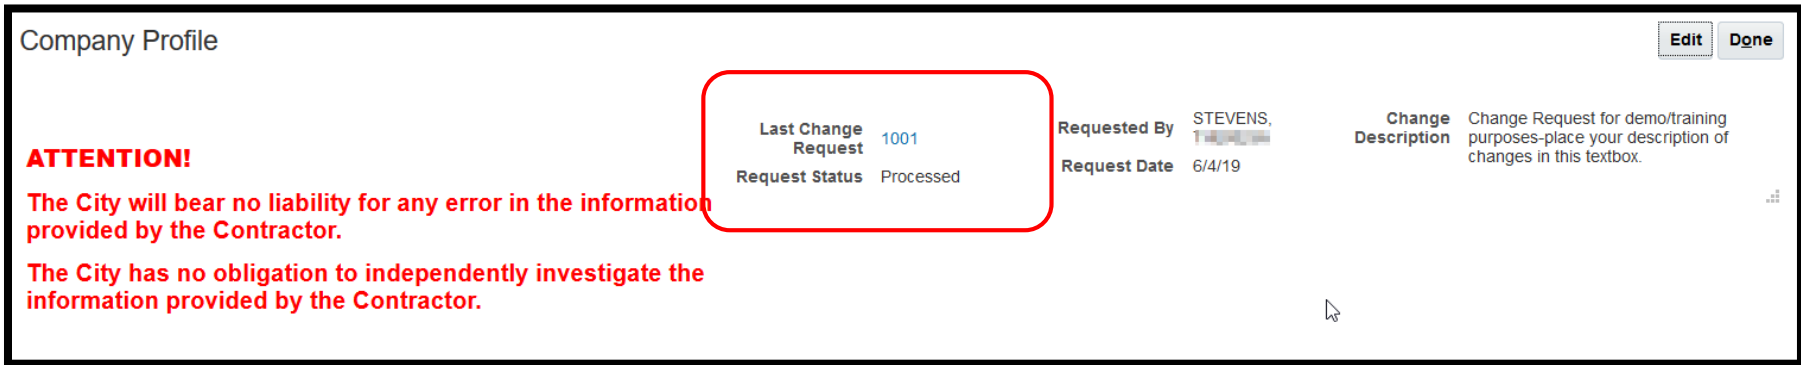 Company Profile
Edit
Done
ATTENTION!
The City will bear no liability for any error in the information
provided by the Contractor.
The City has no obligation to independently investigate the
information provided by the Contractor.
Last Change
Request
1001
Request Status
Processed
Requested By
STEVENS,
Request Date
6/4/19
Change
Description
Change Request for demo/training
purposes-place your description of
changes in this textbox.